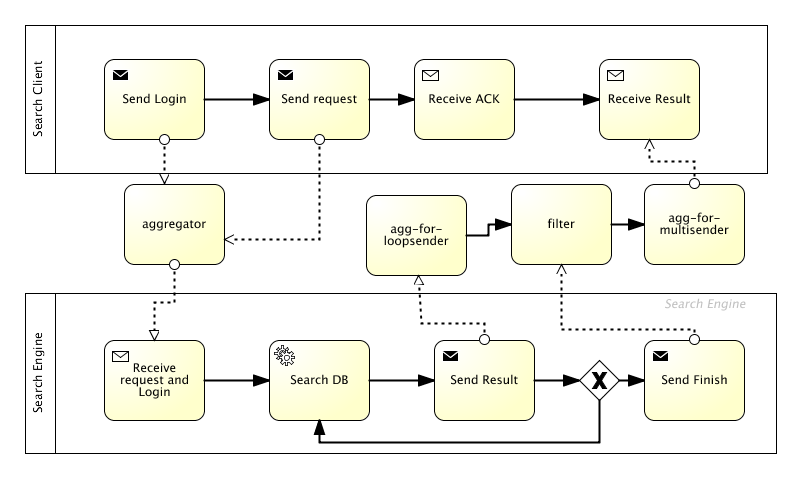 Search Client
Send Login
Send request
Receive ACK
Receive Result
aggregator
agg-for-
loopsender
filter
agg-for-
multisender
Search Engine
Search Engine
Receive
request and
Login
Search DB
Send Result
X
Send Finish